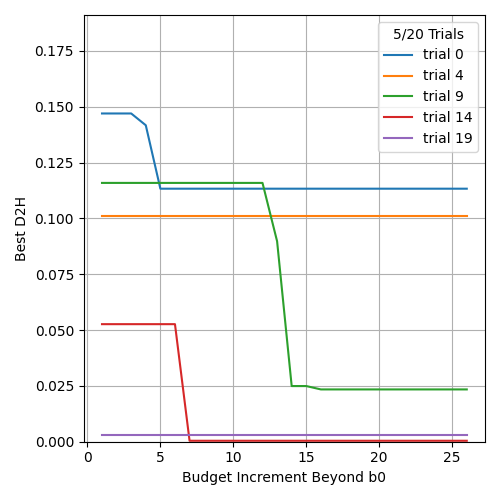 5/20 Trials
trial 0
trial 4
trial 9
trial 14
trial 19
Best D2H
0.175
0.150
0.125
0.100
0.075
0.050
0.025
0.000
0 5 10 15 20 25
Budget Increment Beyond b0